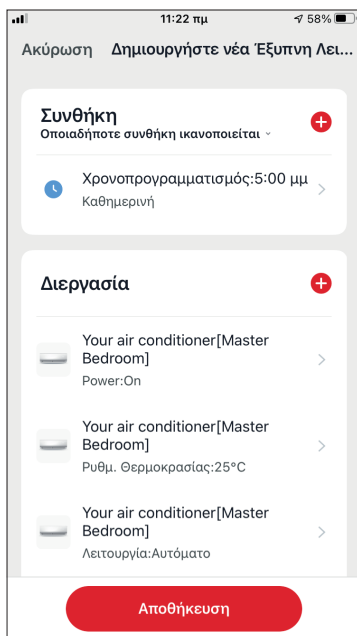 11:22 πμ
58%
Ακύρωση Δημιουργήστε νέα Έξυπνη Λει...
Συνθήκη
Οποιαδήποτε συνθήκη ικανοποιείται
Χρονοπρογραμματισμός:5:00 μμ
Καθημερινή
Διεργασία
Your air conditioner[Master
Bedroom]
Power:On
Your air conditioner[Master
Bedroom]
Ρυθμ. Θερμοκρασίας:25°C
Your air conditioner[Master
Bedroom]
Λειτουργία:Αυτόματο
Αποθήκευση